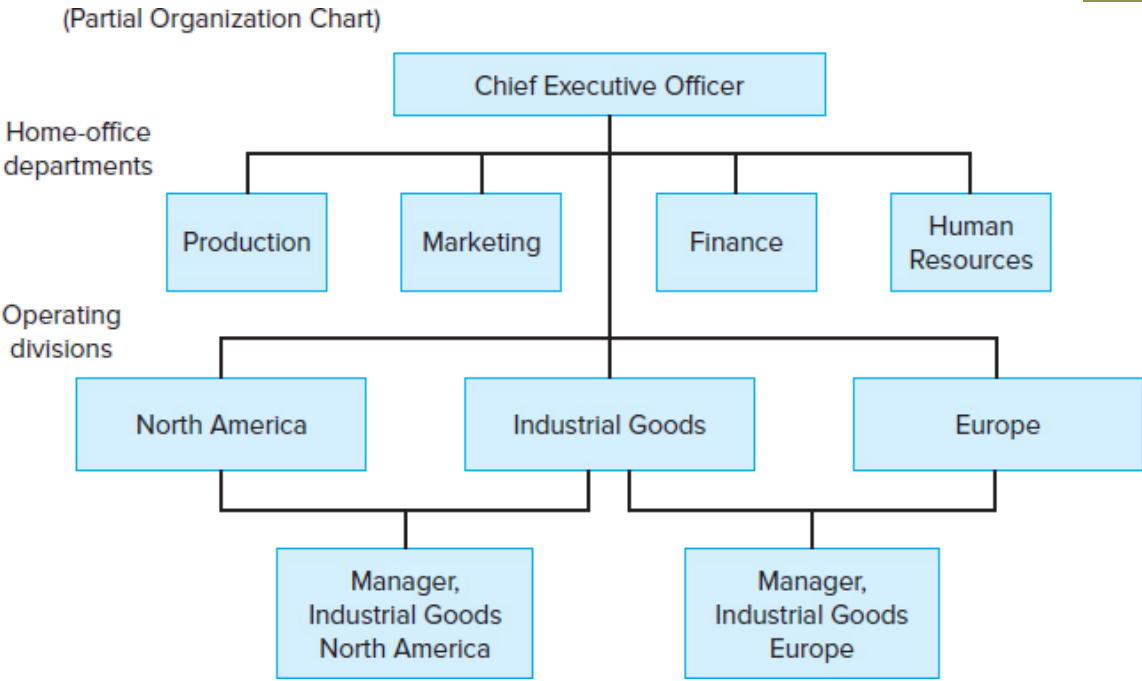 (Partial Organization Chart)
Chief Executive Officer
Home-office
departments
Production
Marketing
Finance
Human
Resources
Operating
divisions
North America
Industrial Goods
Europe
Manager,
Industrial Goods
North America
Manager,
Industrial Goods
Europe